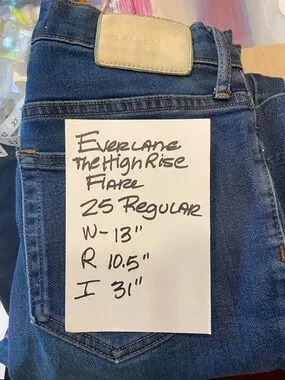 Everlane
The High Rise
Flare
25 Regular
W-13"
R 10.5"
I 31"